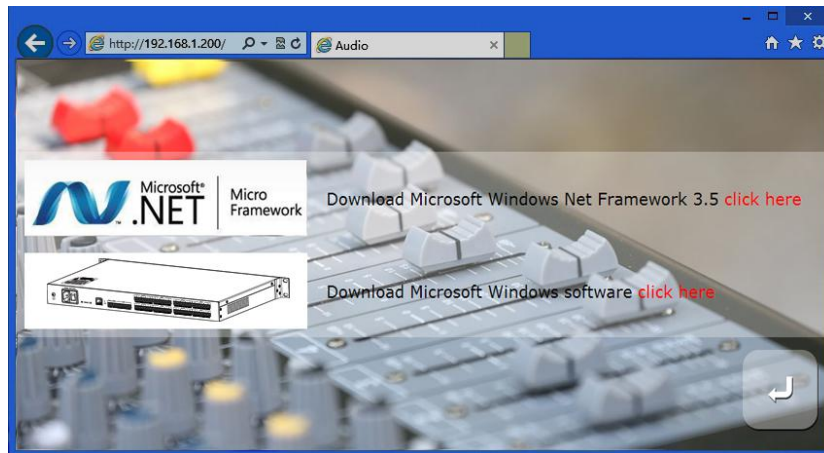 http://192.168.1.200/
Audio
Microsoft®
.NET
Micro
Framework
Download Microsoft Windows Net Framework 3.5 click here
Download Microsoft Windows software click here